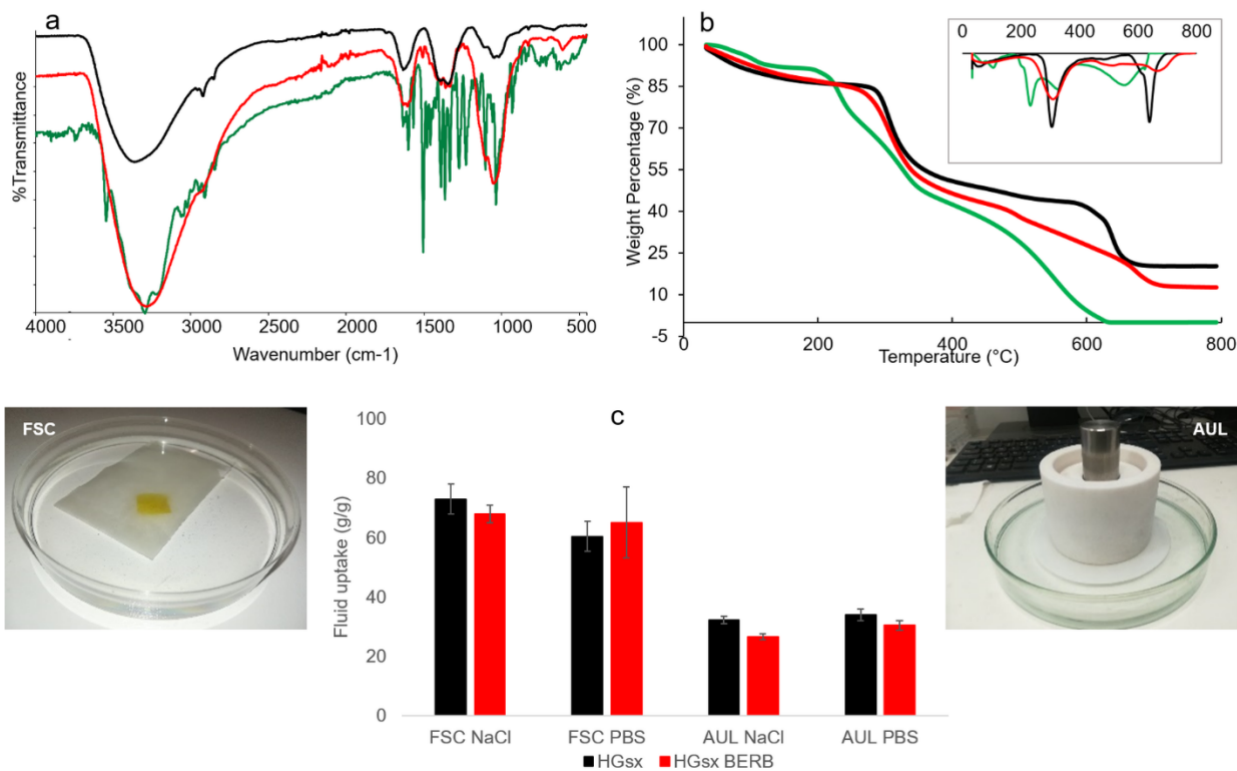 a
%Transmittance
4000 3500 3000 2500 2000 1500 1000 500
Wavenumber (cm-1)
b
Weight Percentage (%)
100
85
70
55
40
25
10
-5
0 200 400 600 800
Temperature (°C)
0 200 400 600 800
FSC
c
Fluid uptake (g/g)
100
80
60
40
20
0
FSC NaCl FSC PBS AUL NaCl AUL PBS
HGsx HGsx BERB
AUL